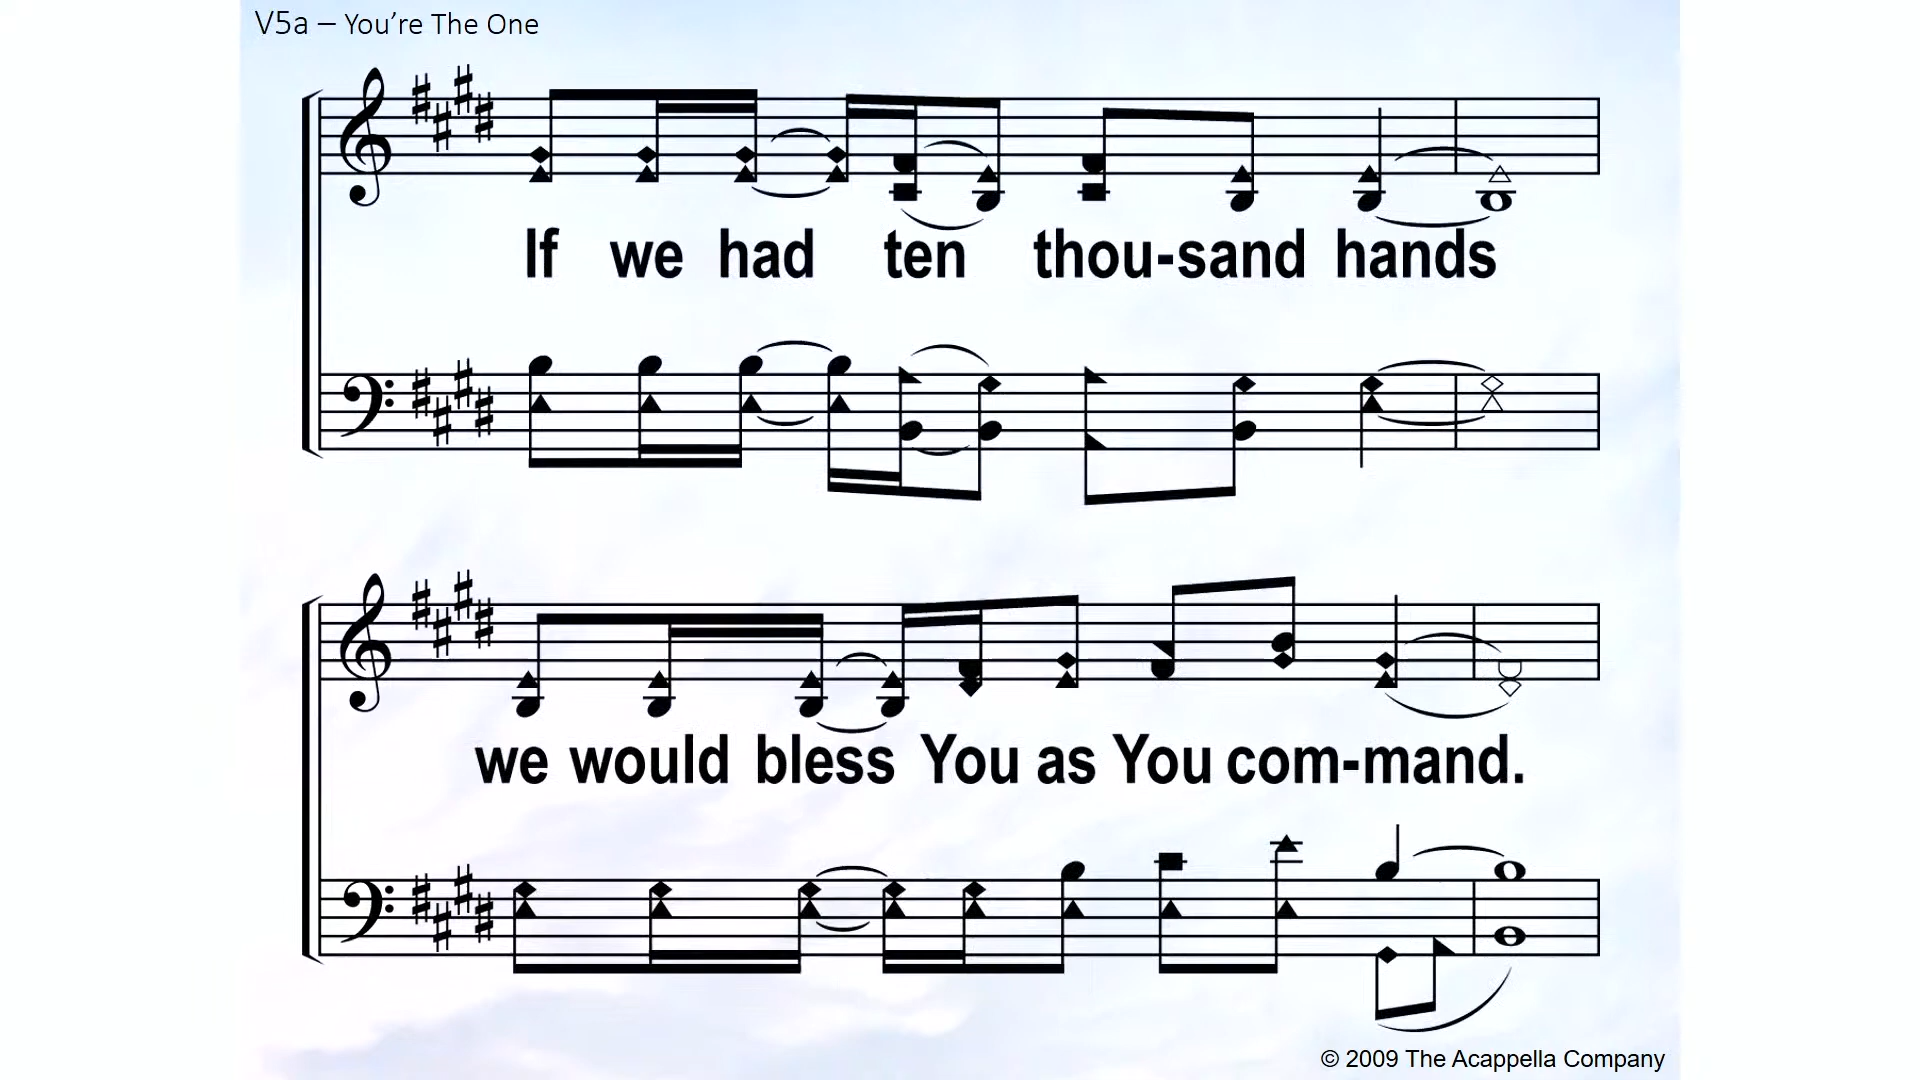 V5a – You’re The One
If we had ten thou-sand hands
we would bless You as You com-mand.
© 2009 The Acappella Company